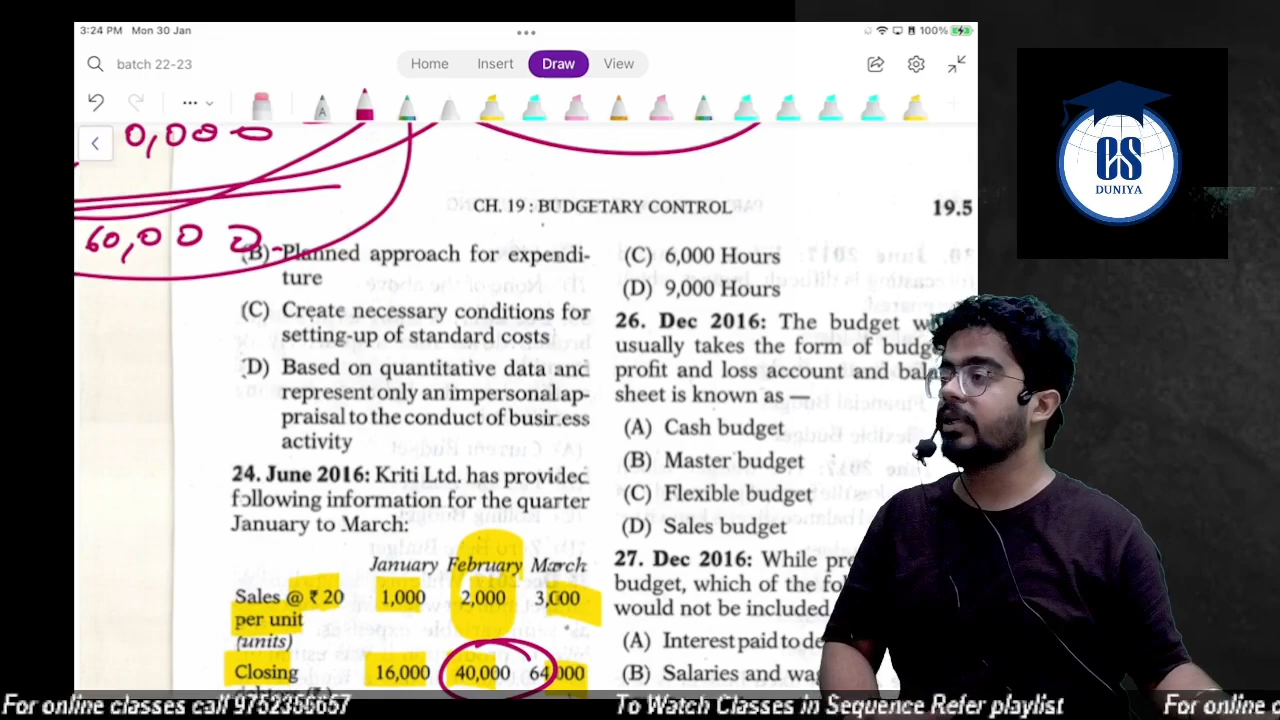 3:24 PM Mon 30 Jan
100%
batch 22-23
Home Insert Draw View
0,000
60,000
CH. 19 : BUDGETARY CONTROL 19.5
(B) Planned approach for expendi-
ture
(C) Create necessary conditions for
setting-up of standard costs
(D) Based on quantitative data and
represent only an impersonal ap-
praisal to the conduct of business
activity
24. June 2016: Kriti Ltd. has provided
following information for the quarter
January to March:
January February March
Sales @ ₹ 20 1,000 2,000 3,000
per unit
(units)
Closing 16,000 40,000 64,000
(C) 6,000 Hours
(D) 9,000 Hours
26. Dec 2016: The budget
usually takes the form of
profit and loss account and
sheet is known as —
(A) Cash budget
(B) Master budget
(C) Flexible budget
(D) Sales budget
27. Dec 2016: While
budget, which of the
would not be included
(A) Interest paid to
(B) Salaries and
CS
DUNIYA
For online classes call 9752355657 To Watch Classes in Sequence Refer playlist For online